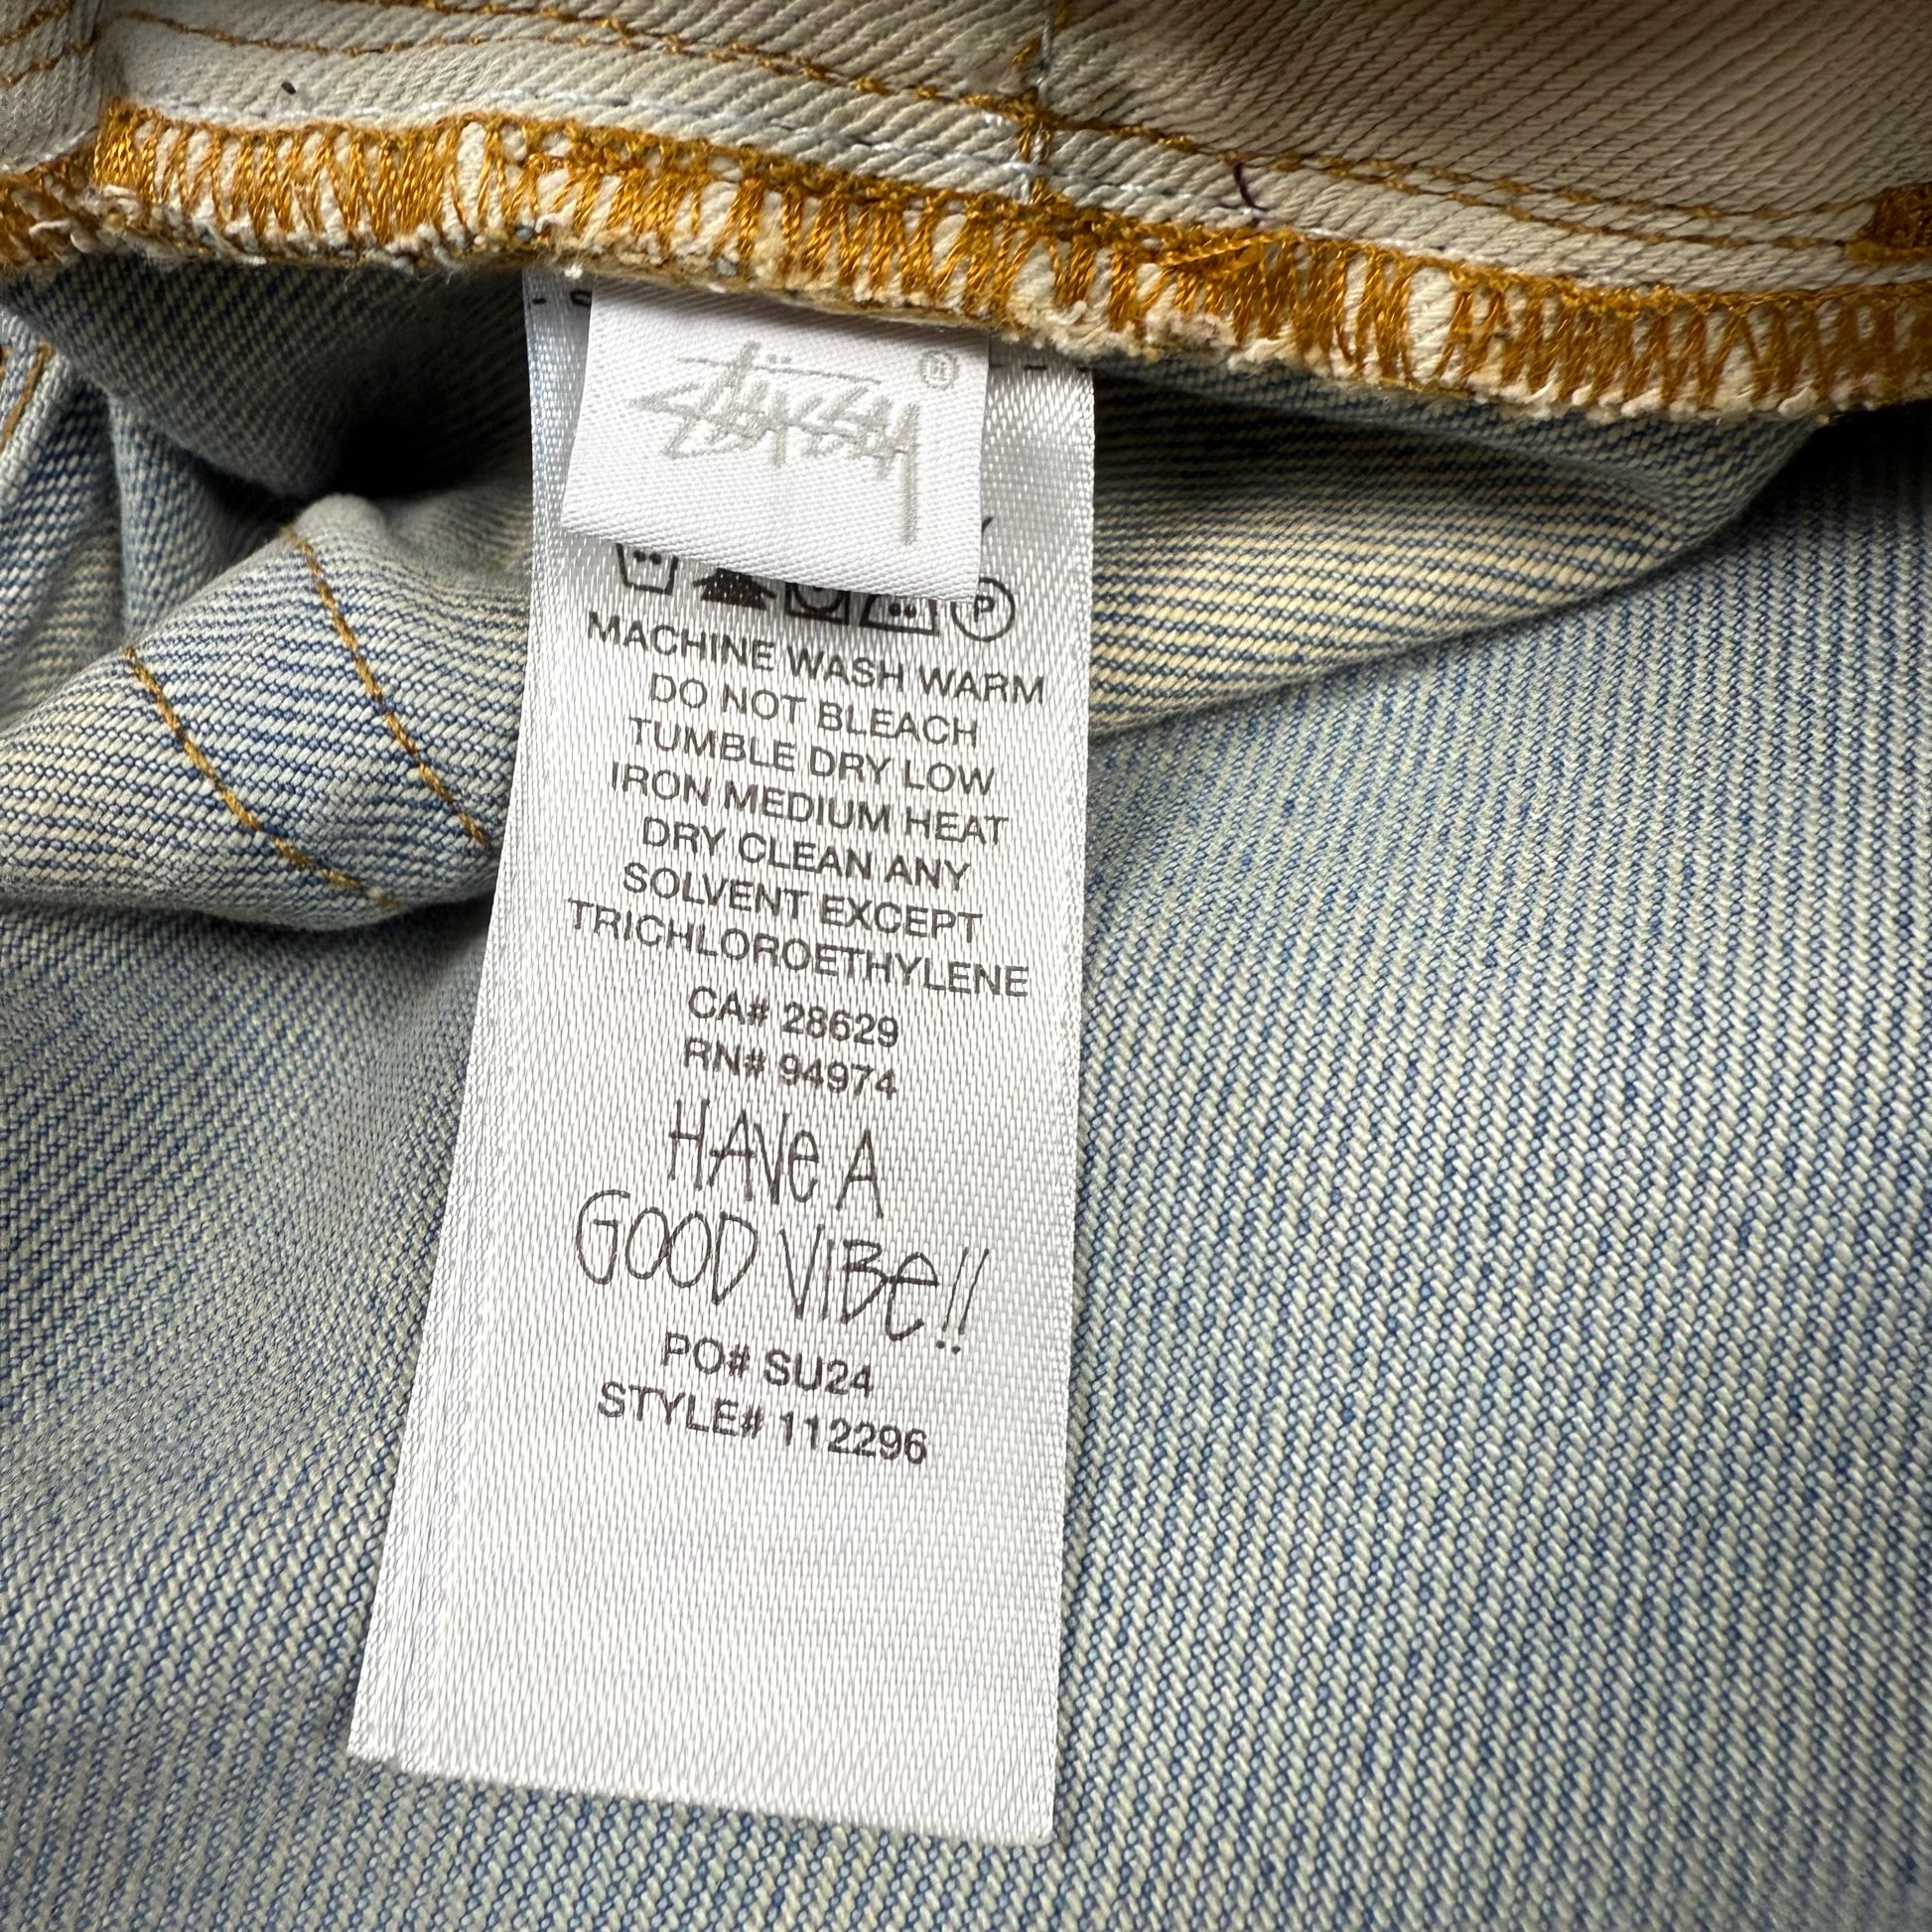 STÜSSY ®
P
MACHINE WASH WARM
DO NOT BLEACH
TUMBLE DRY LOW
IRON MEDIUM HEAT
DRY CLEAN ANY
SOLVENT EXCEPT
TRICHLOROETHYLENE
CA# 28629
RN# 94974
HAVe A
GOOD VIBe!!
PO# SU24
STYLE# 112296